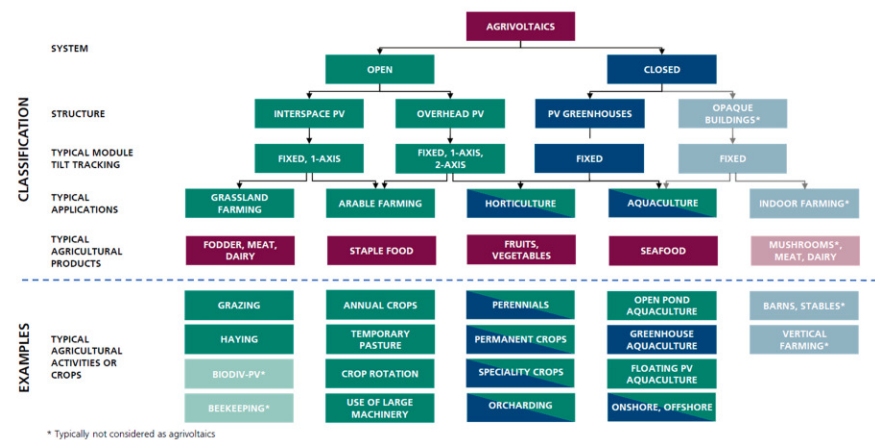 AGRIVOLTAICS
SYSTEM
OPEN
CLOSED
STRUCTURE
INTERSPACE PV
OVERHEAD PV
PV GREENHOUSES
OPAQUE
BUILDINGS*
CLASSIFICATION
TYPICAL MODULE
TILT TRACKING
FIXED, 1-AXIS
FIXED, 1-AXIS,
2-AXIS
FIXED
FIXED
TYPICAL
APPLICATIONS
GRASSLAND
FARMING
ARABLE FARMING
HORTICULTURE
AQUACULTURE
INDOOR FARMING*
TYPICAL
AGRICULTURAL
PRODUCTS
FODDER, MEAT,
DAIRY
STAPLE FOOD
FRUITS,
VEGETABLES
SEAFOOD
MUSHROOMS*,
MEAT, DAIRY
EXAMPLES
TYPICAL
AGRICULTURAL
ACTIVITIES OR
CROPS
GRAZING
ANNUAL CROPS
PERENNIALS
OPEN POND
AQUACULTURE
BARNS, STABLES*
HAYING
TEMPORARY
PASTURE
PERMANENT CROPS
GREENHOUSE
AQUACULTURE
VERTICAL
FARMING*
BIODIV-PV*
CROP ROTATION
SPECIALITY CROPS
FLOATING PV
AQUACULTURE
BEEKEEPING*
USE OF LARGE
MACHINERY
ORCHARDING
ONSHORE, OFFSHORE
* Typically not considered as agrivoltaics